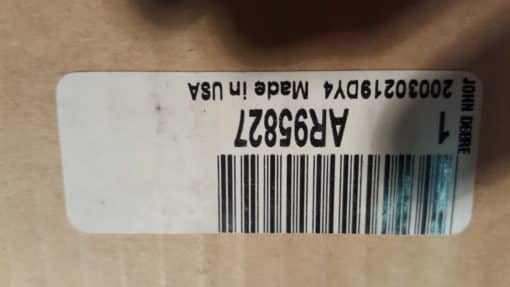 JOHN DEERE
1
AR95827
20030219DY4 Made in USA